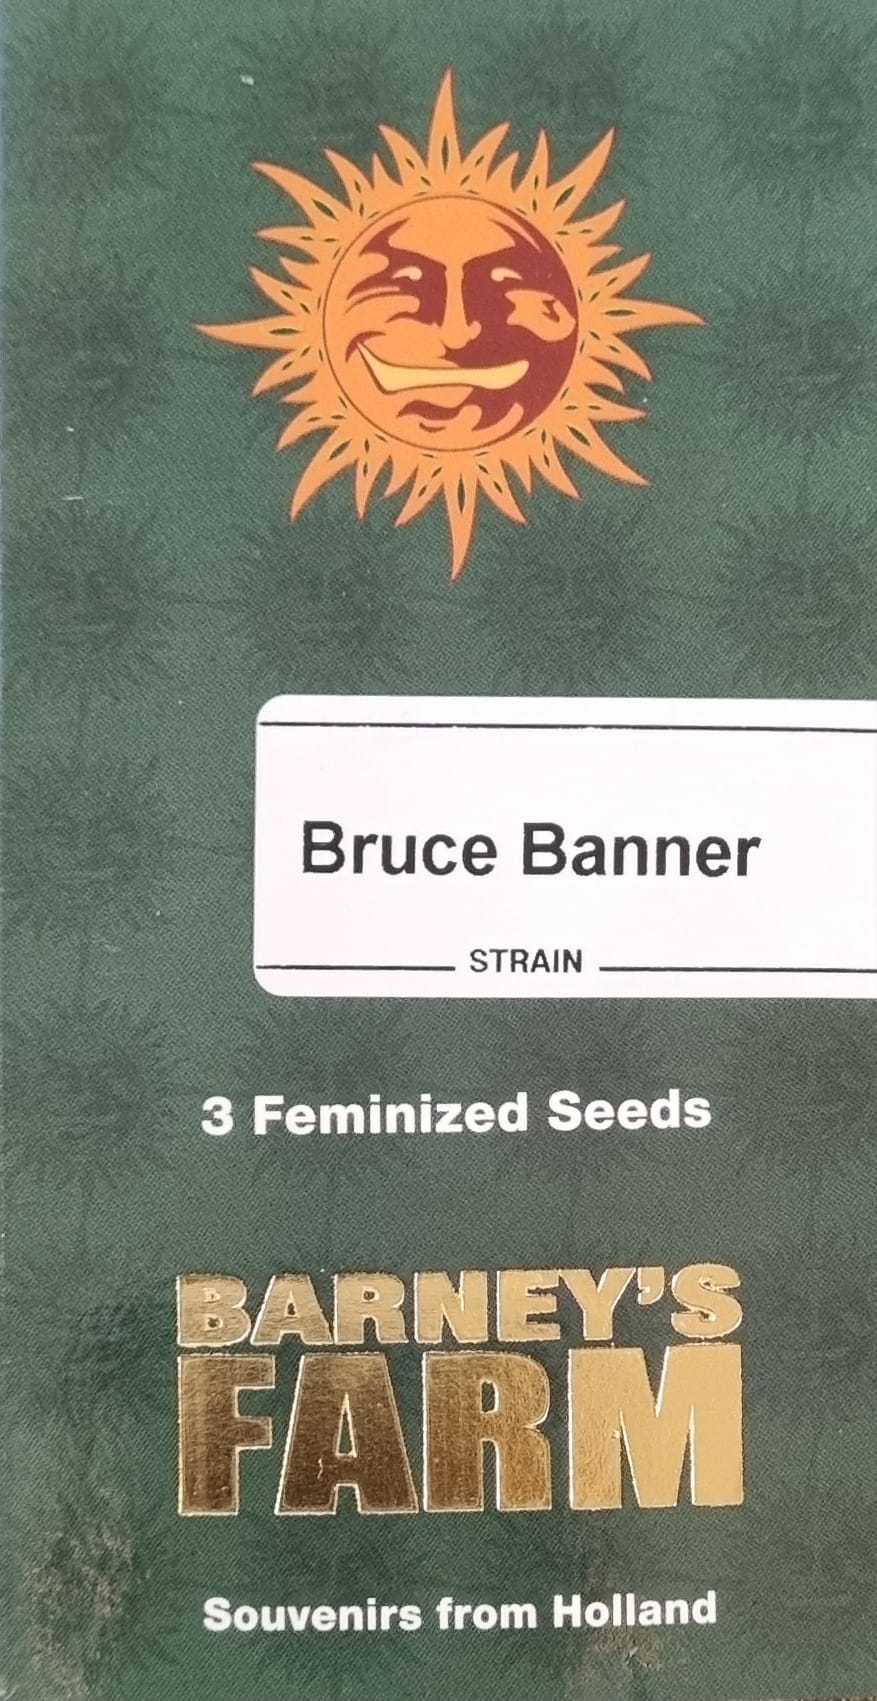 Bruce Banner
STRAIN
3 Feminized Seeds
BARNEY'S
FARM
Souvenirs from Holland